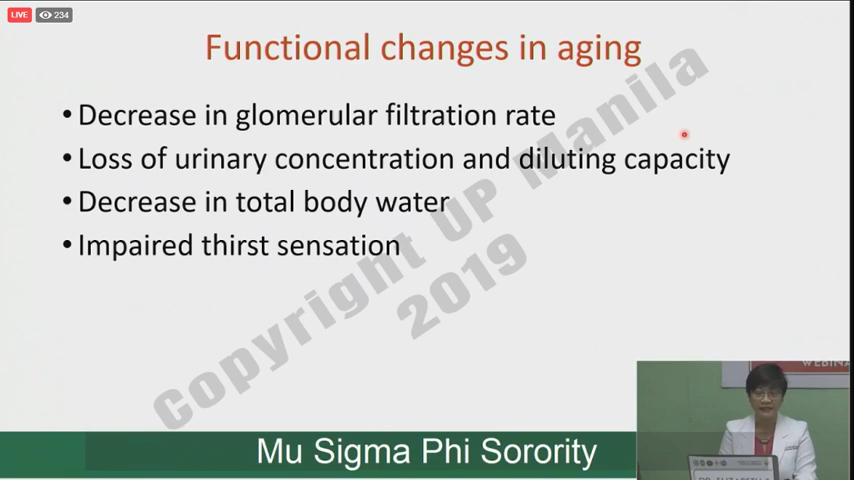 LIVE 234
Functional changes in aging
• Decrease in glomerular filtration rate
• Loss of urinary concentration and diluting capacity
• Decrease in total body water
• Impaired thirst sensation
Copyright UP Manila
2019
WEBINA
Mu Sigma Phi Sorority